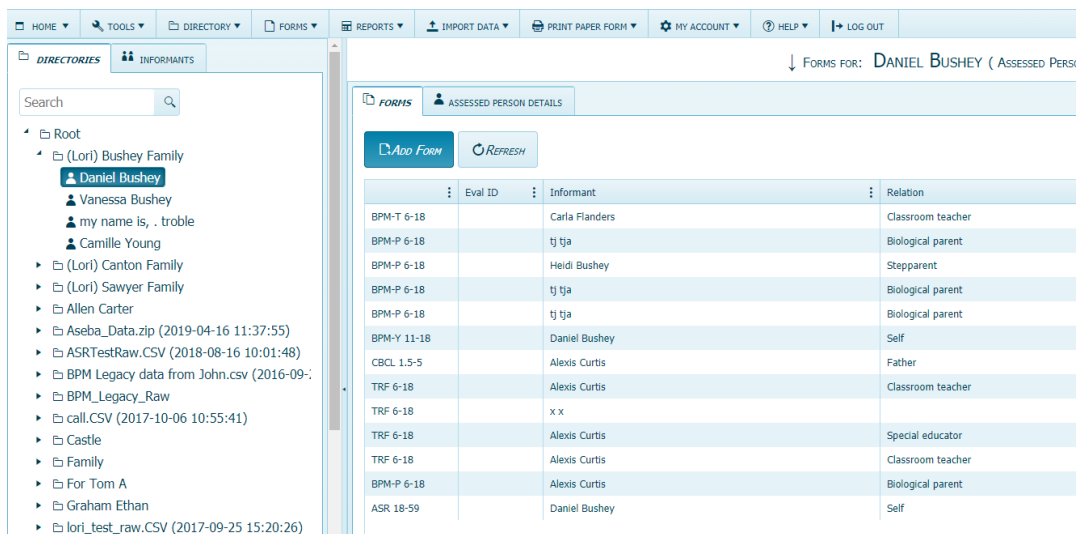 HOME TOOLS DIRECTORY FORMS REPORTS IMPORT DATA PRINT PAPER FORM MY ACCOUNT HELP LOG OUT
DIRECTORIES INFORMANTS
Search
Root
(Lori) Bushey Family
Daniel Bushey
Vanessa Bushey
my name is, . troble
Camille Young
(Lori) Canton Family
(Lori) Sawyer Family
Allen Carter
Aseba_Data.zip (2019-04-16 11:37:55)
ASRTestRaw.CSV (2018-08-16 10:01:48)
BPM Legacy data from John.csv (2016-09-
BPM_Legacy_Raw
call.CSV (2017-10-06 10:55:41)
Castle
Family
For Tom A
Graham Ethan
lori_test_raw.CSV (2017-09-25 15:20:26)
↓ FORMS FOR: DANIEL BUSHEY ( ASSESSED PERSO
FORMS ASSESSED PERSON DETAILS
ADD FORM REFRESH
Eval ID Informant Relation
BPM-T 6-18 Carla Flanders Classroom teacher
BPM-P 6-18 tj tja Biological parent
BPM-P 6-18 Heidi Bushey Stepparent
BPM-P 6-18 tj tja Biological parent
BPM-P 6-18 tj tja Biological parent
BPM-Y 11-18 Daniel Bushey Self
CBCL 1.5-5 Alexis Curtis Father
TRF 6-18 Alexis Curtis Classroom teacher
TRF 6-18 x x
TRF 6-18 Alexis Curtis Special educator
TRF 6-18 Alexis Curtis Classroom teacher
BPM-P 6-18 Alexis Curtis Biological parent
ASR 18-59 Daniel Bushey Self